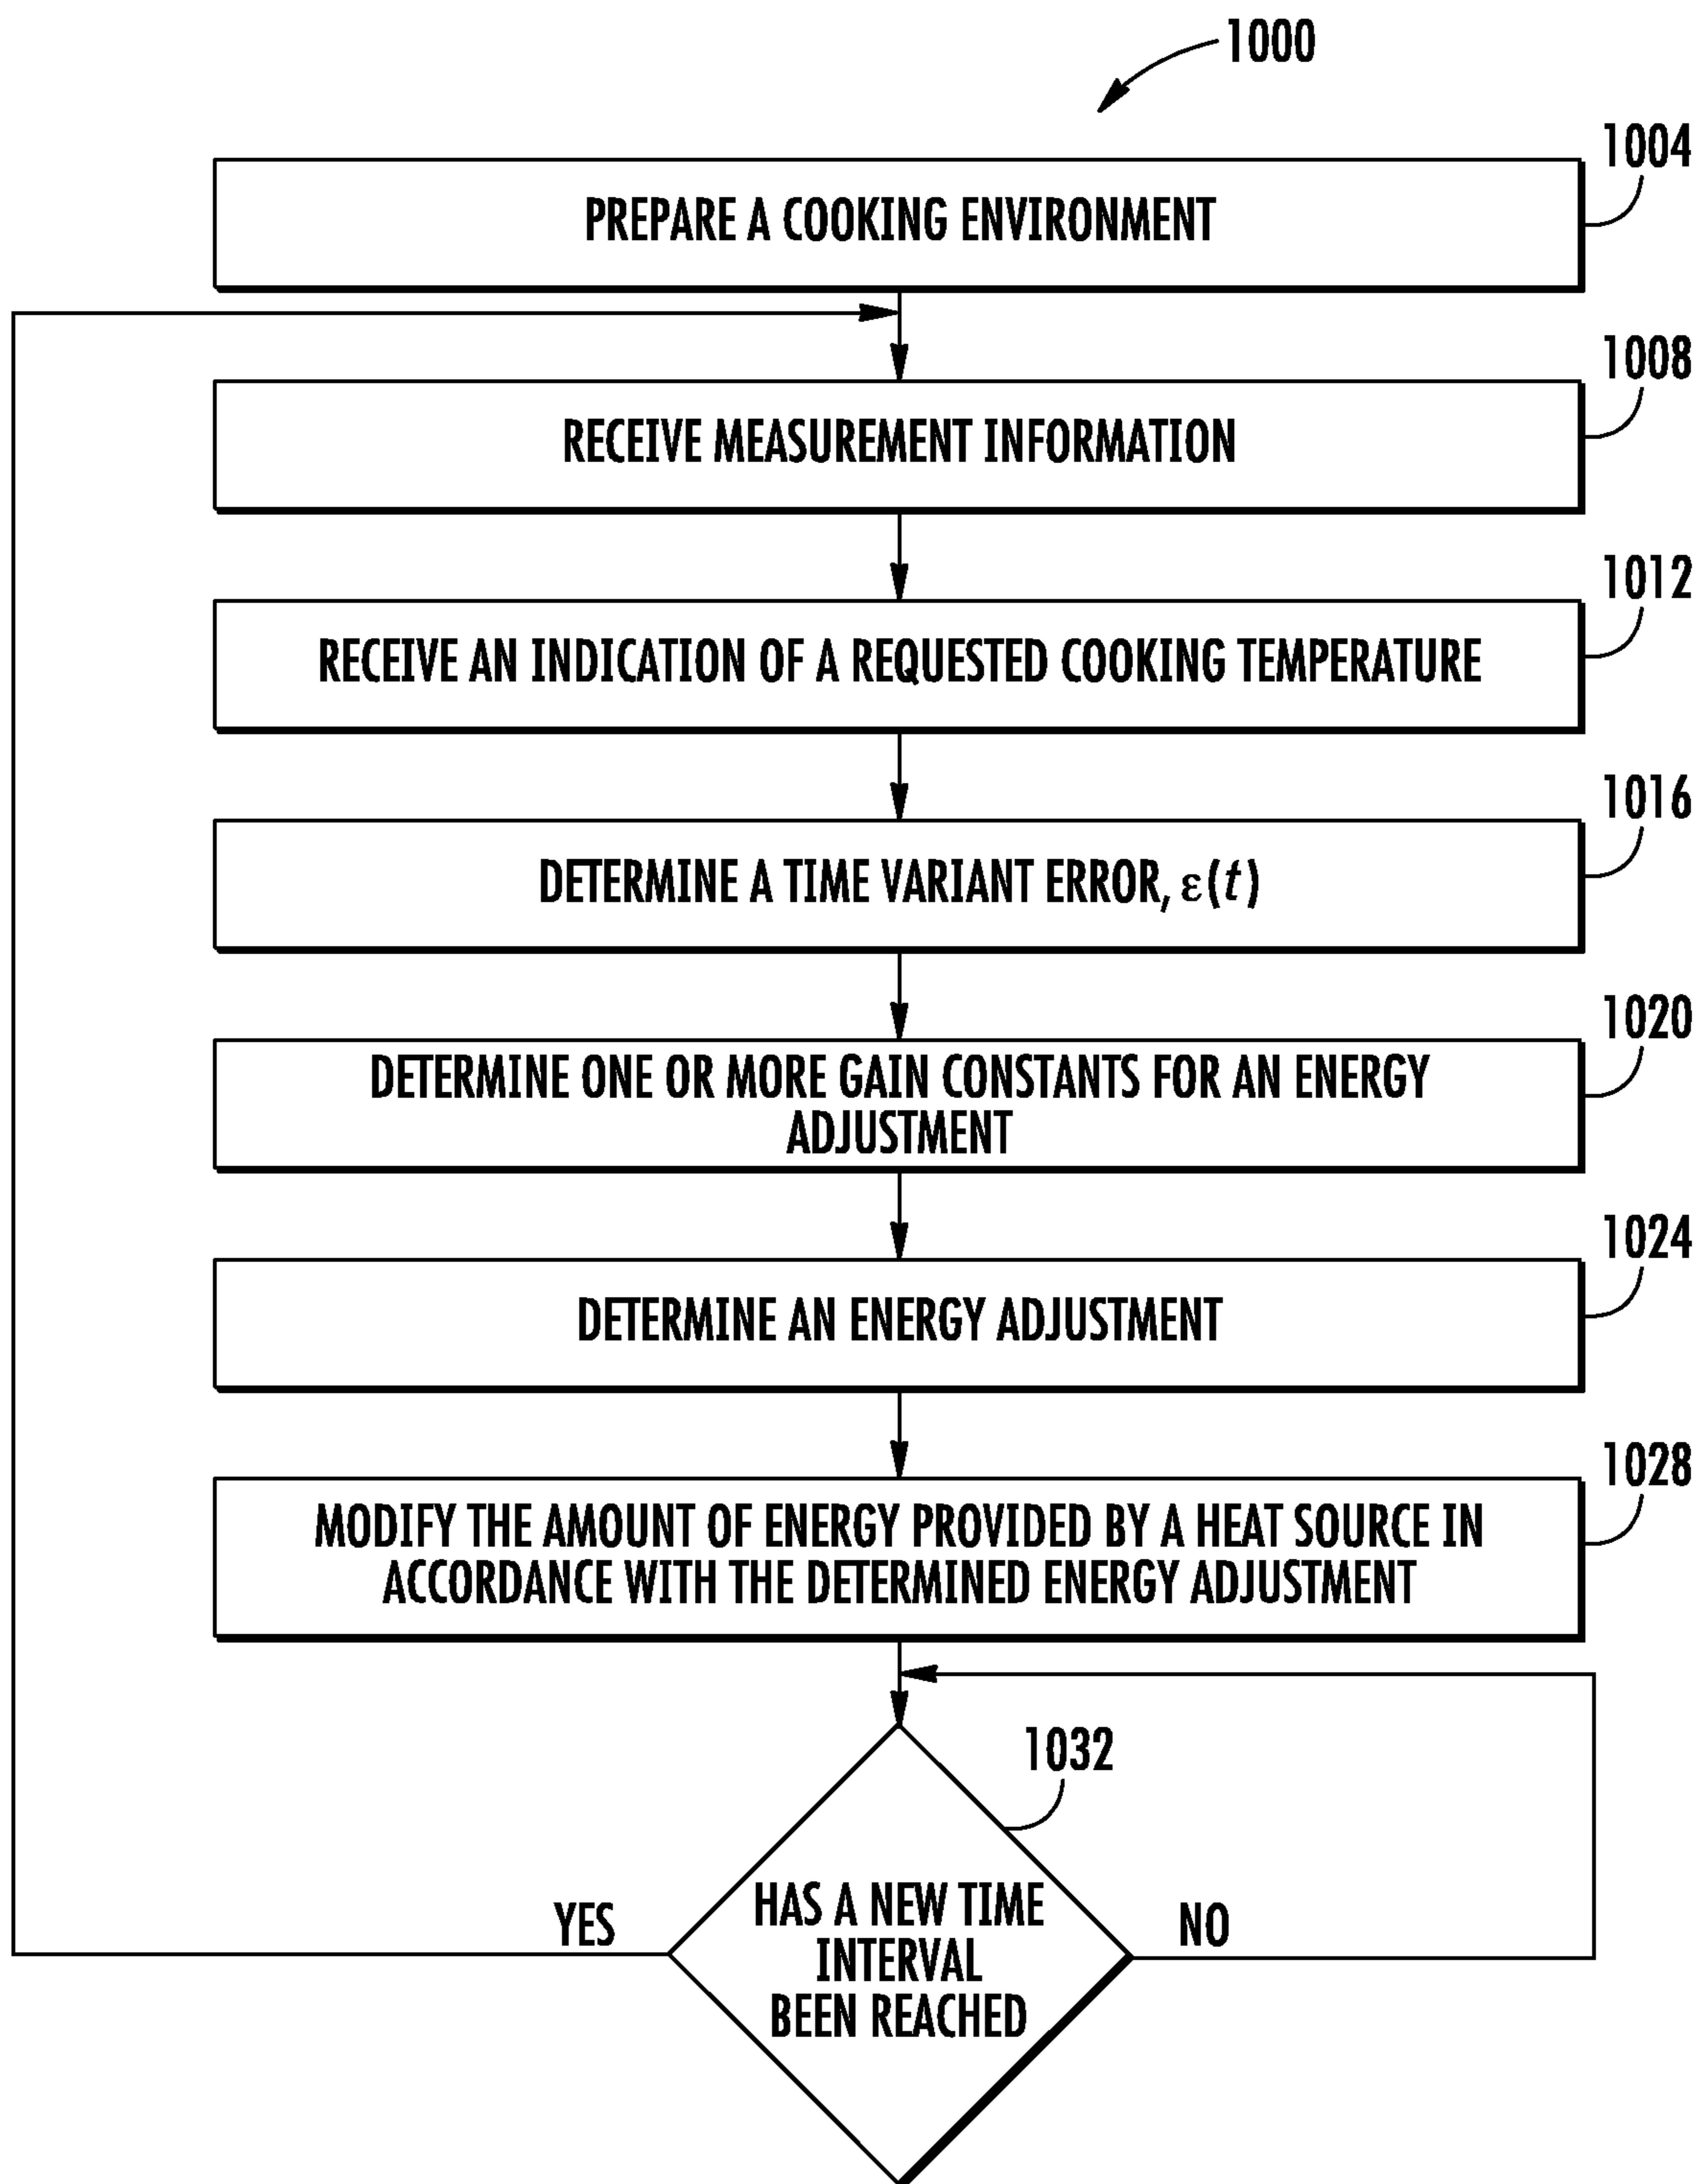 1000
1004
PREPARE A COOKING ENVIRONMENT
1008
RECEIVE MEASUREMENT INFORMATION
1012
RECEIVE AN INDICATION OF A REQUESTED COOKING TEMPERATURE
1016
DETERMINE A TIME VARIANT ERROR, ε(t)
1020
DETERMINE ONE OR MORE GAIN CONSTANTS FOR AN ENERGY
ADJUSTMENT
1024
DETERMINE AN ENERGY ADJUSTMENT
1028
MODIFY THE AMOUNT OF ENERGY PROVIDED BY A HEAT SOURCE IN
ACCORDANCE WITH THE DETERMINED ENERGY ADJUSTMENT
1032
YES
HAS A NEW TIME
INTERVAL
BEEN REACHED
NO